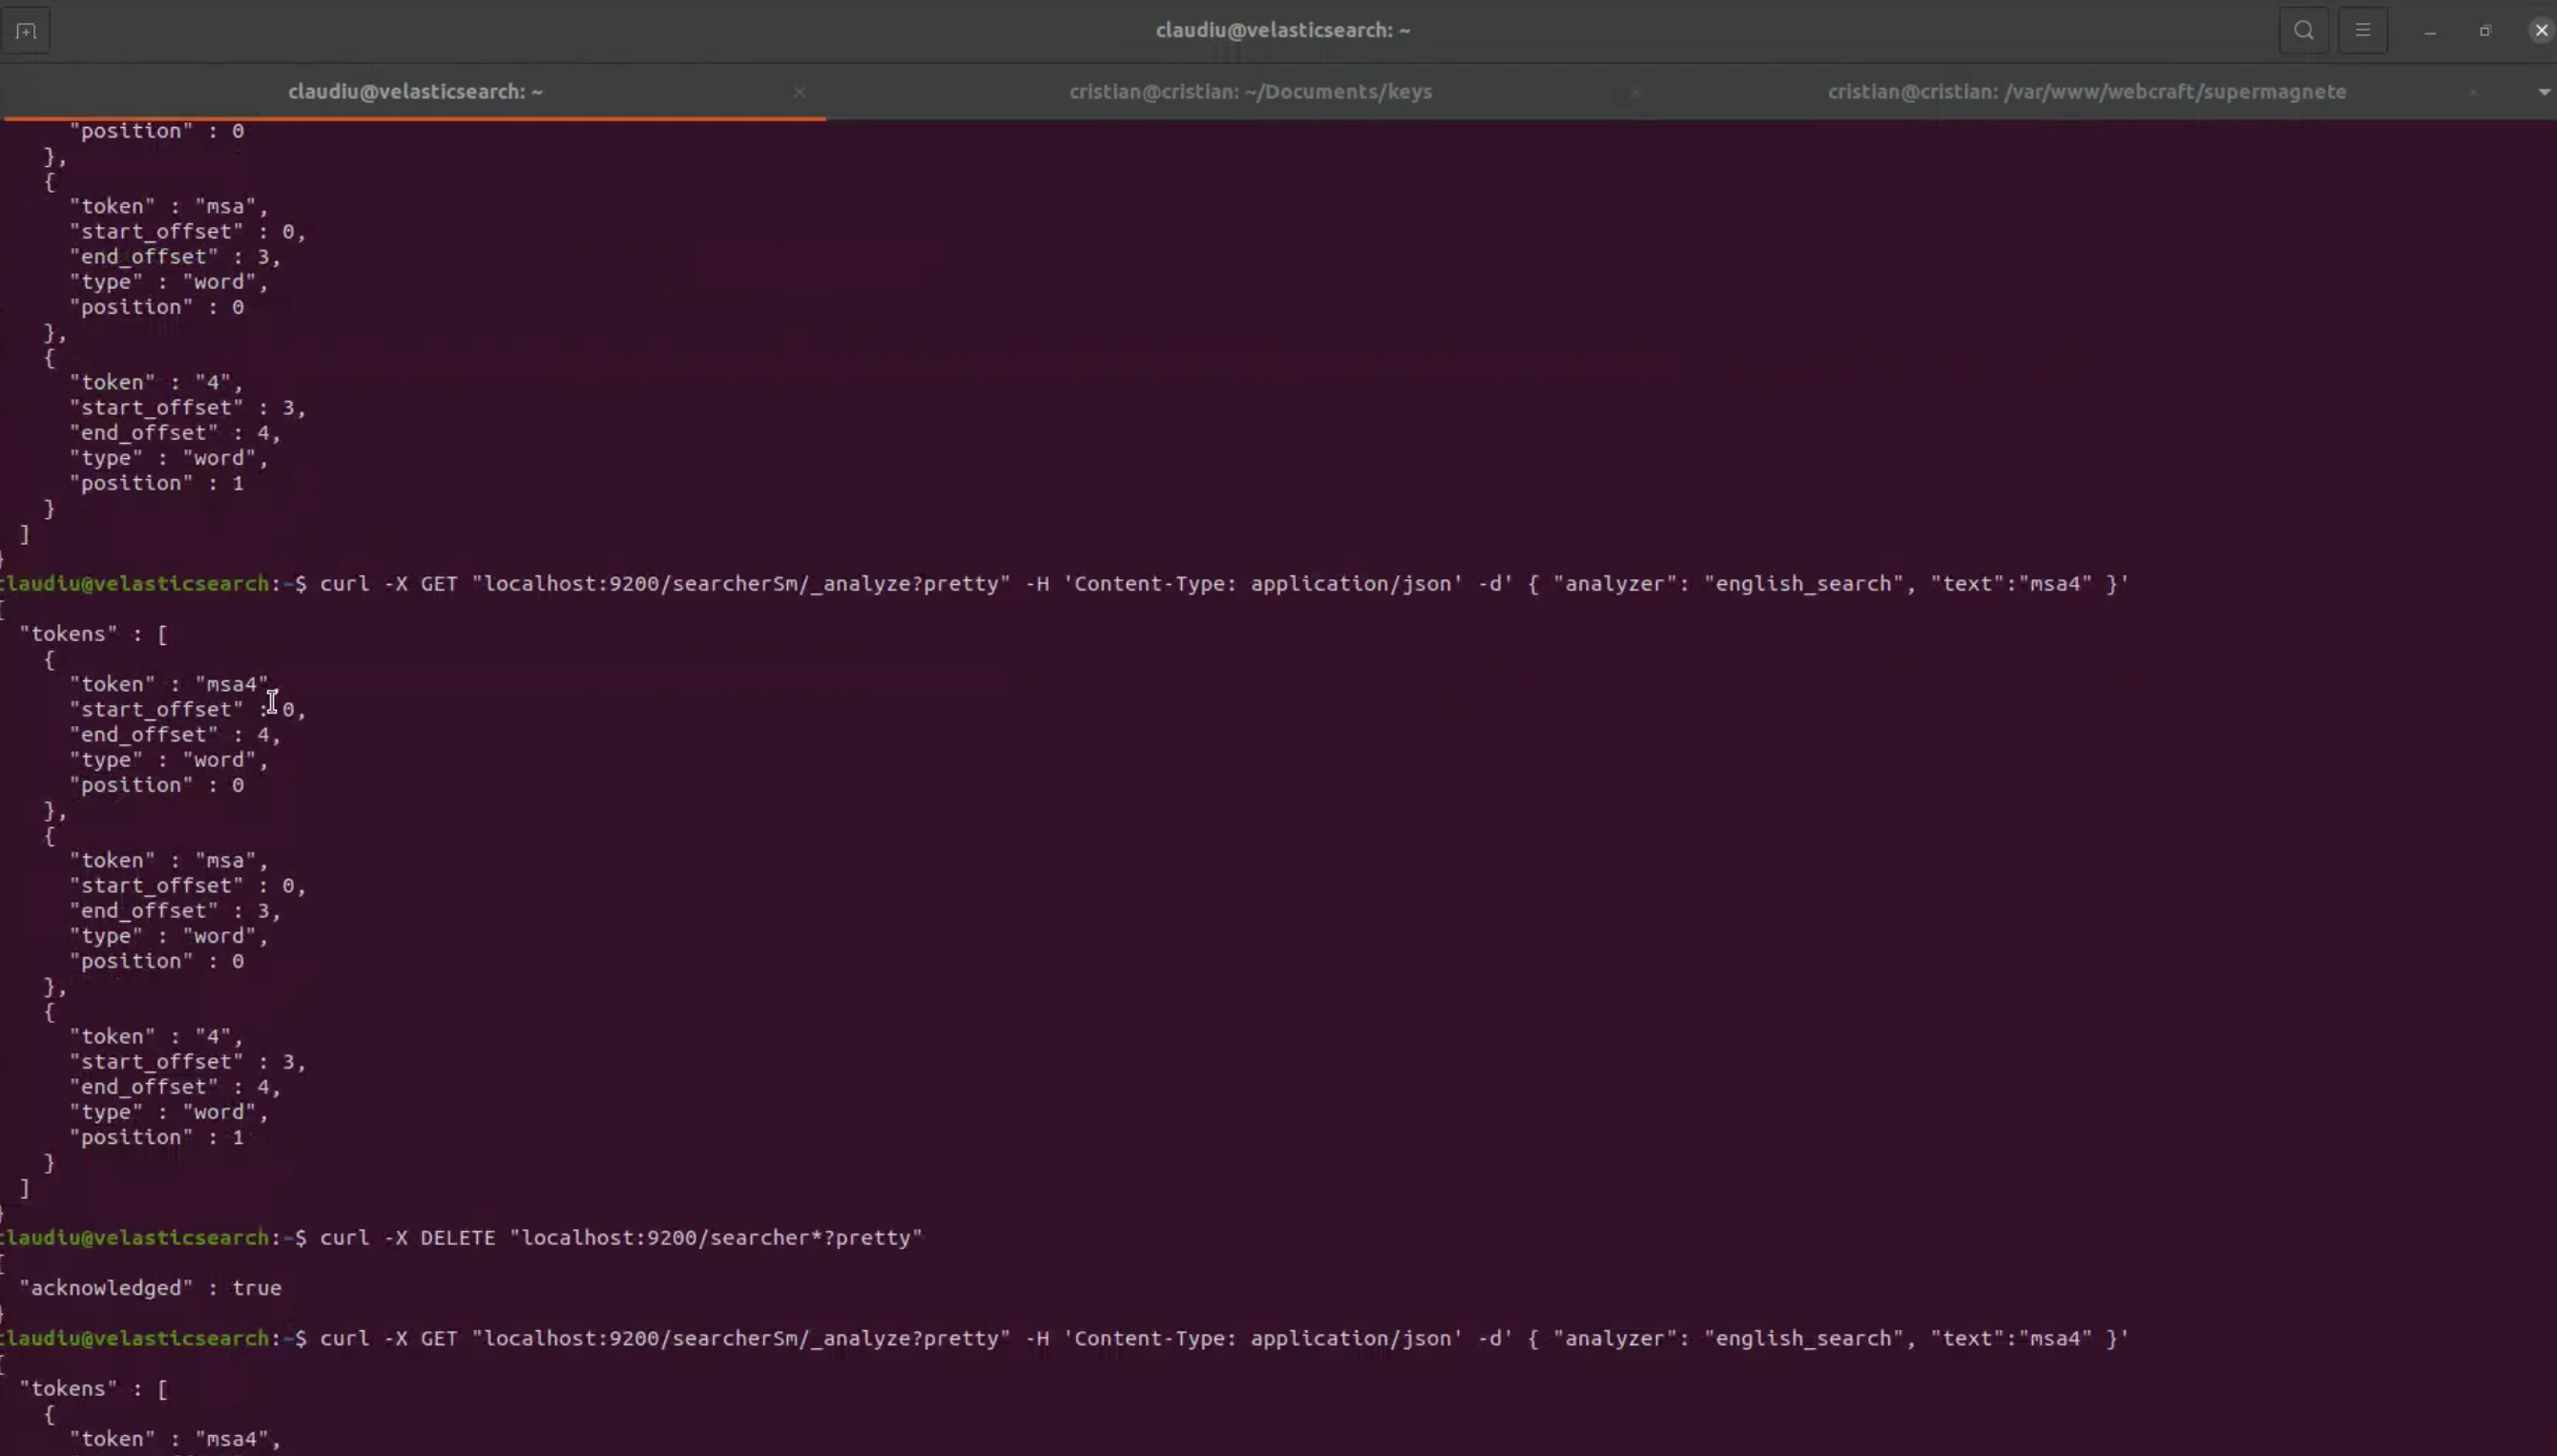 claudiu@velasticsearch: ~
claudiu@velasticsearch: ~ × cristian@cristian: ~/Documents/keys × cristian@cristian: /var/www/webcraft/supermagnete ×
"position" : 0
},
{
"token" : "msa",
"start_offset" : 0,
"end_offset" : 3,
"type" : "word",
"position" : 0
},
{
"token" : "4",
"start_offset" : 3,
"end_offset" : 4,
"type" : "word",
"position" : 1
}
]
}
claudiu@velasticsearch:~$ curl -X GET "localhost:9200/searcherSm/_analyze?pretty" -H 'Content-Type: application/json' -d' { "analyzer": "english_search", "text":"msa4" }'
{
"tokens" : [
{
"token" : "msa4",
"start_offset" : 0,
"end_offset" : 4,
"type" : "word",
"position" : 0
},
{
"token" : "msa",
"start_offset" : 0,
"end_offset" : 3,
"type" : "word",
"position" : 0
},
{
"token" : "4",
"start_offset" : 3,
"end_offset" : 4,
"type" : "word",
"position" : 1
}
]
}
claudiu@velasticsearch:~$ curl -X DELETE "localhost:9200/searcher*?pretty"
{
"acknowledged" : true
}
claudiu@velasticsearch:~$ curl -X GET "localhost:9200/searcherSm/_analyze?pretty" -H 'Content-Type: application/json' -d' { "analyzer": "english_search", "text":"msa4" }'
{
"tokens" : [
{
"token" : "msa4",